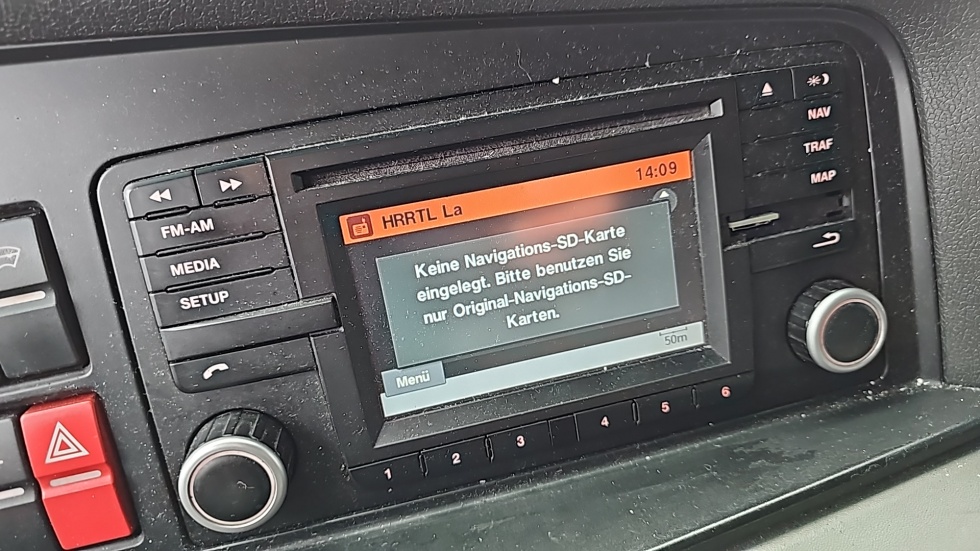 HRRTL La
14:09
Keine Navigations-SD-Karte
eingelegt. Bitte benutzen Sie
nur Original-Navigations-SD-
Karten.
50m
Menü
FM-AM
MEDIA
SETUP
NAV
TRAF
MAP
1
2
3
4
5
6